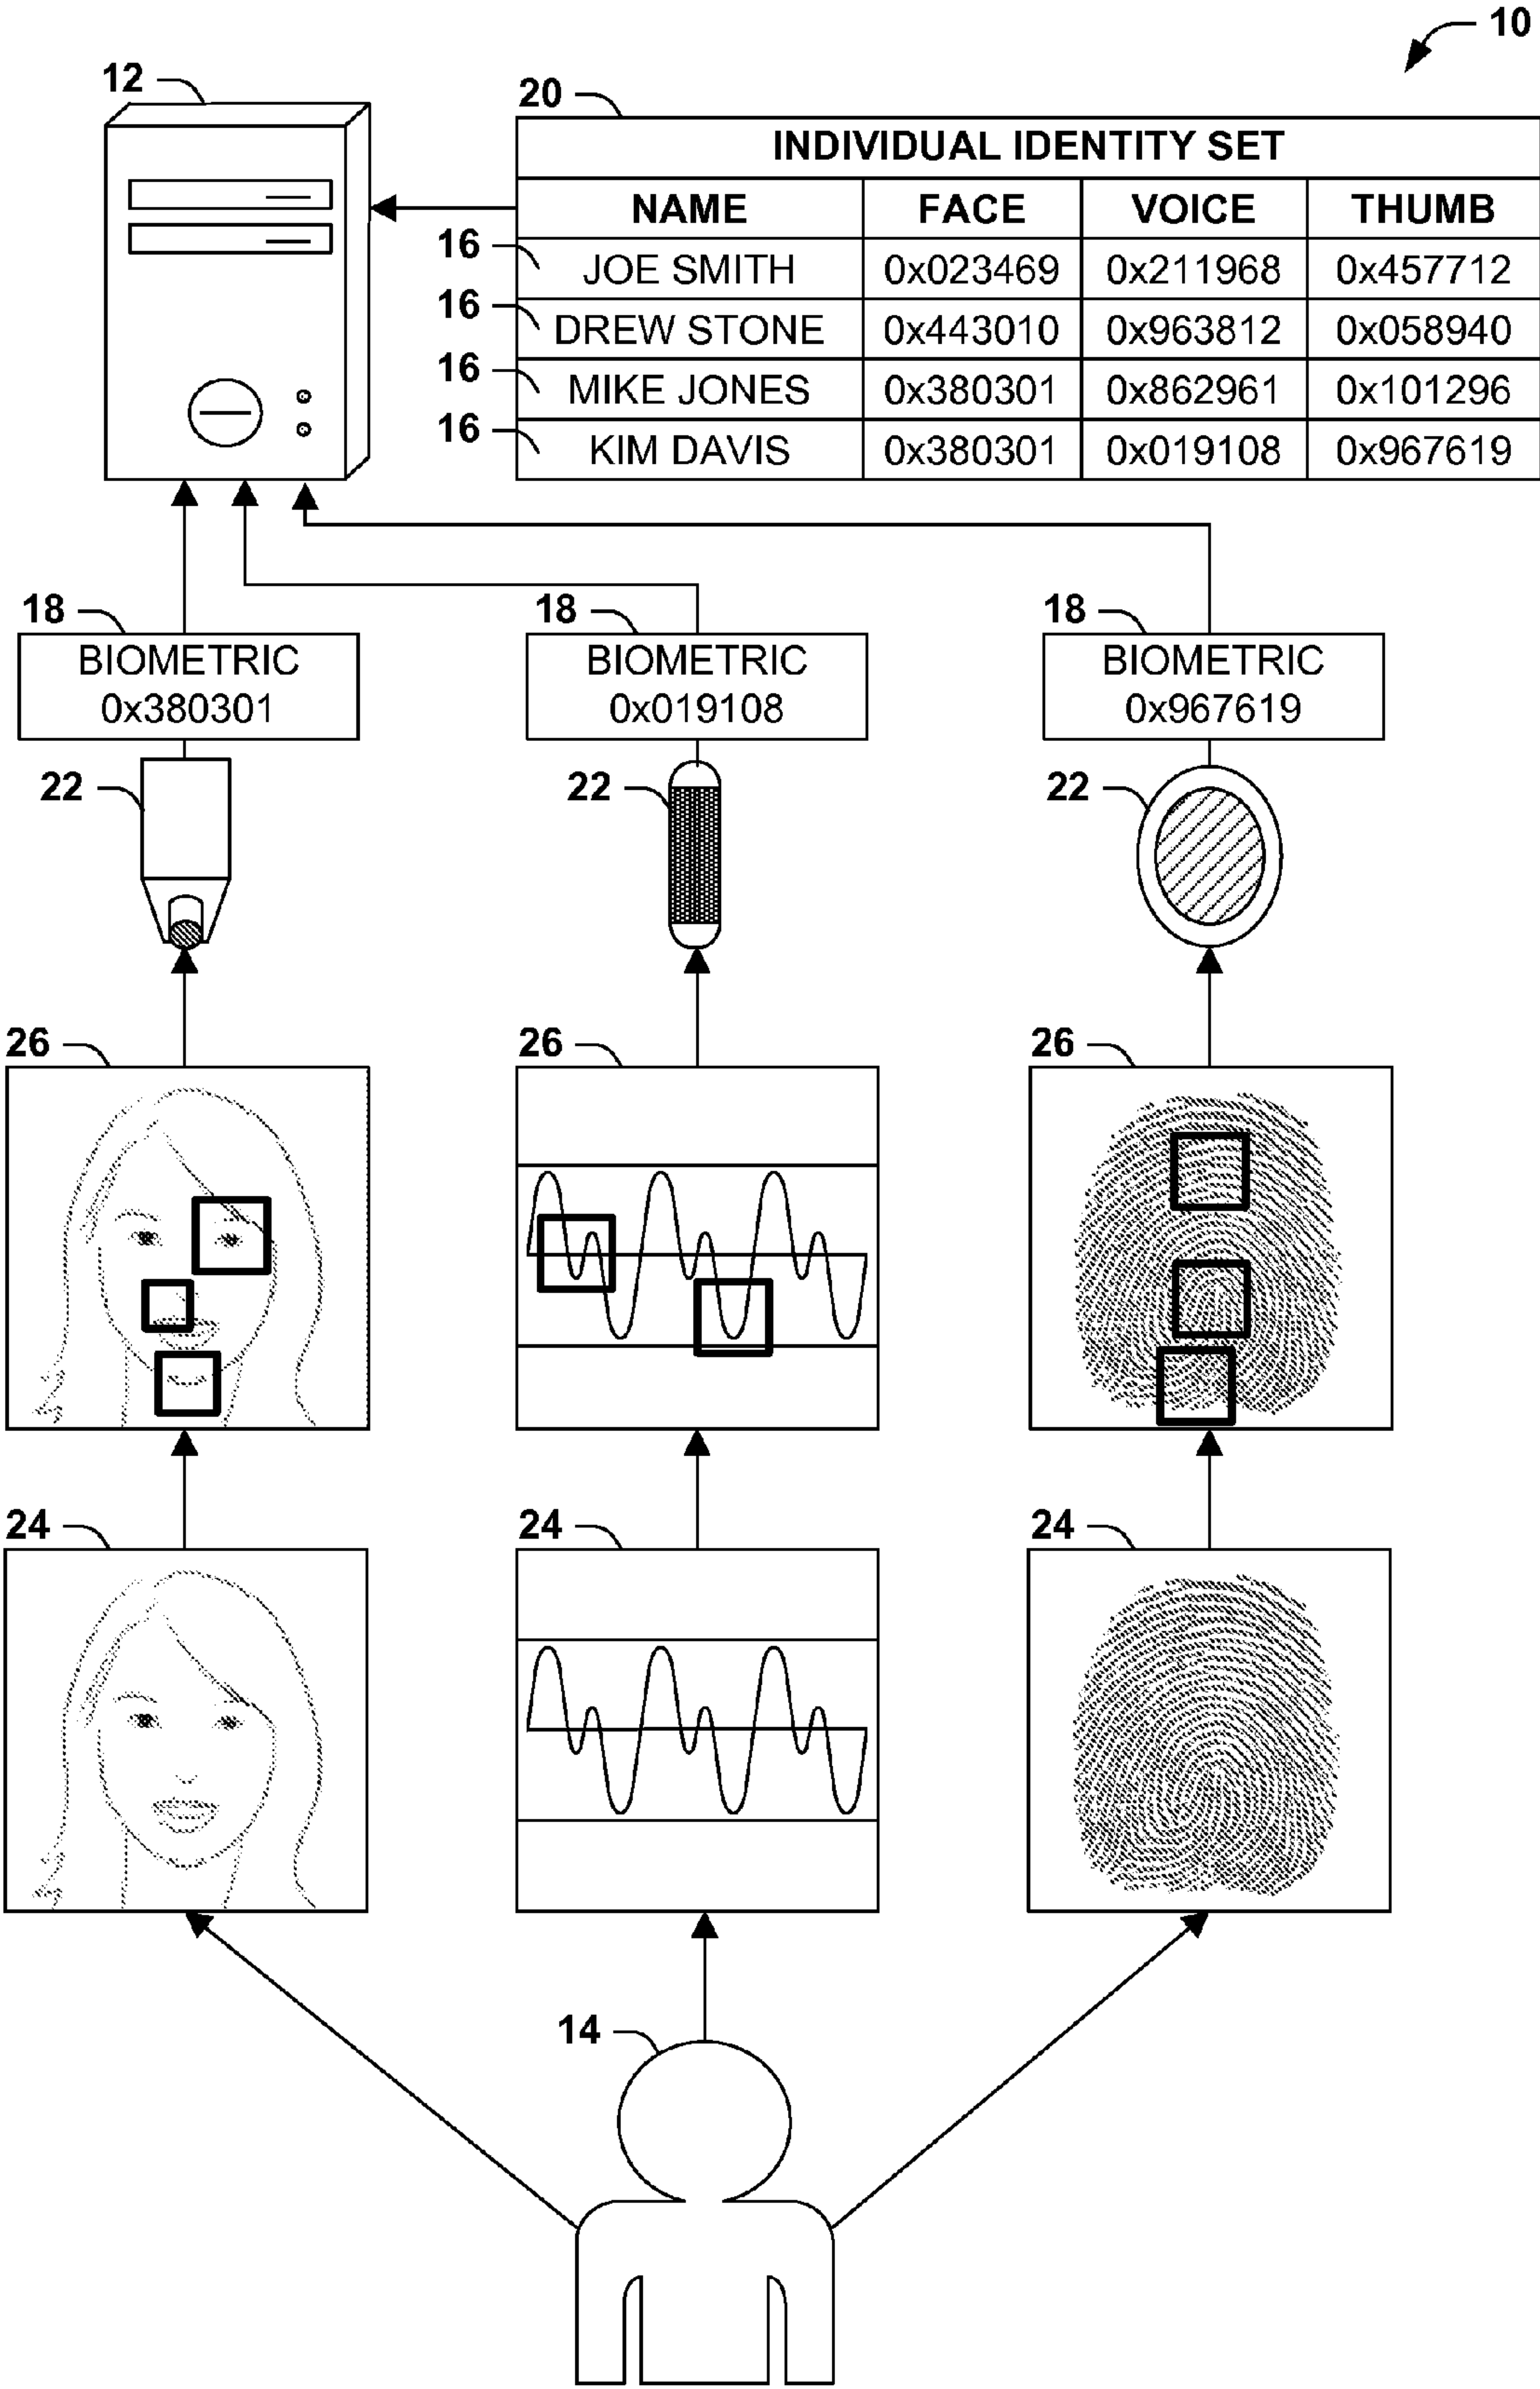 10
12
20
INDIVIDUAL IDENTITY SET
NAME FACE VOICE THUMB
16 JOE SMITH 0x023469 0x211968 0x457712
16 DREW STONE 0x443010 0x963812 0x058940
16 MIKE JONES 0x380301 0x862961 0x101296
16 KIM DAVIS 0x380301 0x019108 0x967619
18 18 18
BIOMETRIC BIOMETRIC BIOMETRIC
0x380301 0x019108 0x967619
22 22 22
26 26 26
24 24 24
14